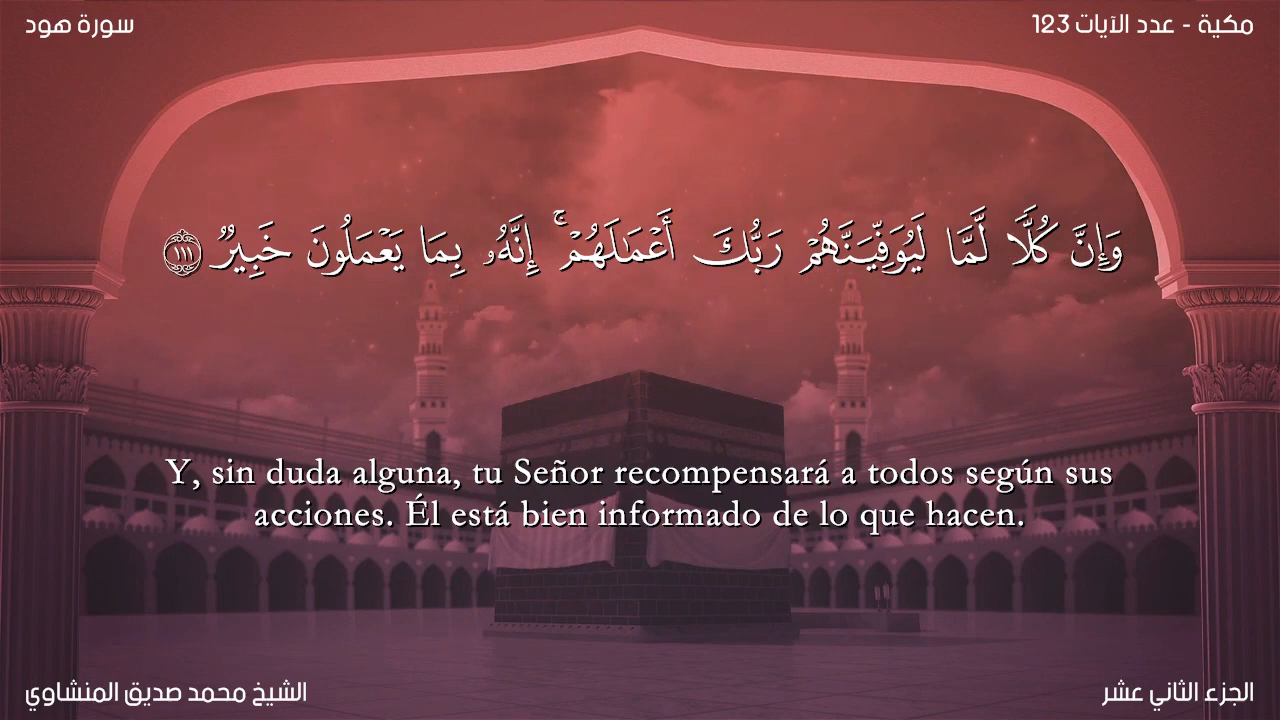 سورة هود
مكية - عدد الآيات 123
وَإِنَّ كُلًّا لَّمَّا لَيُوَفِّيَنَّهُمْ رَبُّكَ أَعْمَـٰلَهُمْ ۚ إِنَّهُۥ بِمَا يَعْمَلُونَ خَبِيرٌ ١١١
Y, sin duda alguna, tu Señor recompensará a todos según sus
acciones. Él está bien informado de lo que hacen.
الشيخ محمد صديق المنشاوي
الجزء الثاني عشر